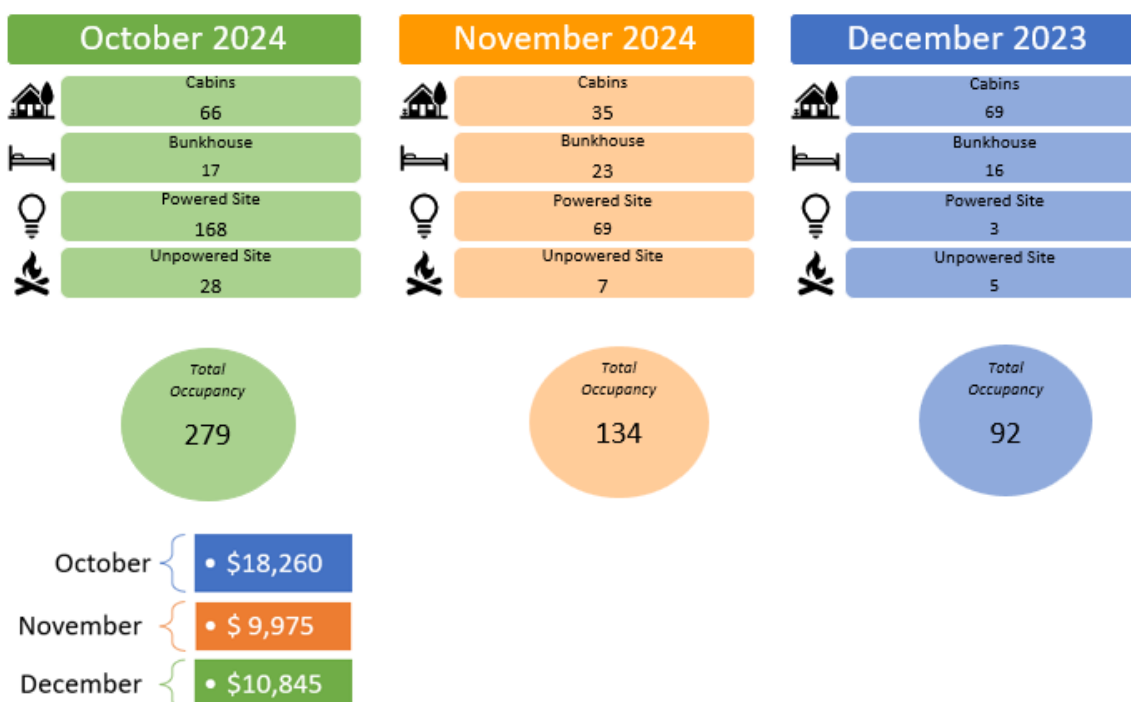 October 2024
Cabins
66
Bunkhouse
17
Powered Site
168
Unpowered Site
28
Total
Occupancy
279
November 2024
Cabins
35
Bunkhouse
23
Powered Site
69
Unpowered Site
7
Total
Occupancy
134
December 2023
Cabins
69
Bunkhouse
16
Powered Site
3
Unpowered Site
5
Total
Occupancy
92
October • $18,260
November • $ 9,975
December • $10,845